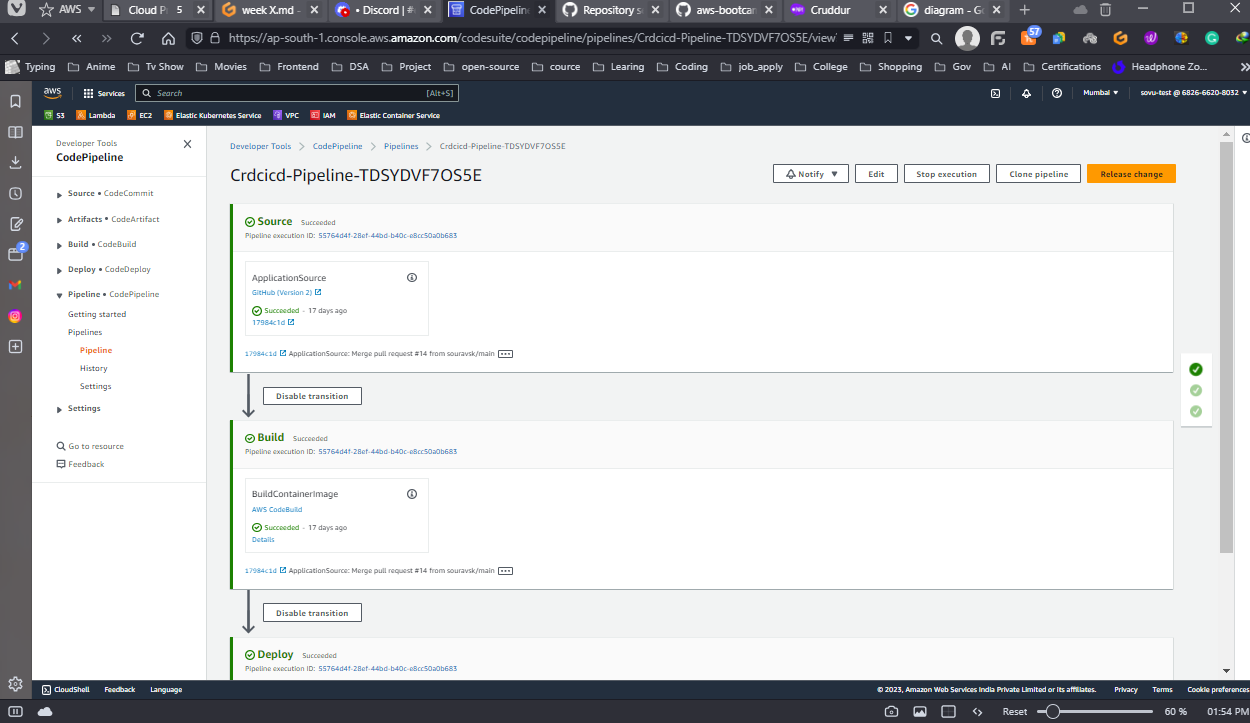 AWS
Cloud P
5
week X.md -
• Discord | #
CodePipelin
Repository s
aws-bootcar
Cruddur
diagram - G
https://ap-south-1.console.aws.amazon.com/codesuite/codepipeline/pipelines/Crdcicd-Pipeline-TDSYDVF7OS5E/view
57
Typing
Anime
Tv Show
Movies
Frontend
DSA
Project
open-source
cource
Learing
Coding
job_apply
College
Shopping
Gov
AI
Certifications
Headphone Zo...
aws
Services
Search
[Alt+S]
Mumbai
sovu-test @ 6826-6620-8032
S3
Lambda
EC2
Elastic Kubernetes Service
VPC
IAM
Elastic Container Service
Developer Tools
CodePipeline
Source • CodeCommit
Artifacts • CodeArtifact
Build • CodeBuild
Deploy • CodeDeploy
Pipeline • CodePipeline
Getting started
Pipelines
Pipeline
History
Settings
Settings
Go to resource
Feedback
2
Developer Tools
CodePipeline
Pipelines
Crdcicd-Pipeline-TDSYDVF7OS5E
Crdcicd-Pipeline-TDSYDVF7OS5E
Notify
Edit
Stop execution
Clone pipeline
Release change
Source Succeeded
Pipeline execution ID: 55764d4f-28ef-44bd-b40c-e8cc50a0b683
ApplicationSource
GitHub (Version 2)
Succeeded - 17 days ago
17984c1d
17984c1d ApplicationSource: Merge pull request #14 from souravsk/main
Disable transition
Build Succeeded
Pipeline execution ID: 55764d4f-28ef-44bd-b40c-e8cc50a0b683
BuildContainerImage
AWS CodeBuild
Succeeded - 17 days ago
Details
17984c1d ApplicationSource: Merge pull request #14 from souravsk/main
Disable transition
Deploy Succeeded
Pipeline execution ID: 55764d4f-28ef-44bd-b40c-e8cc50a0b683
CloudShell
Feedback
Language
© 2023, Amazon Web Services India Private Limited or its affiliates.
Privacy
Terms
Cookie preferences
Reset
60 %
01:54 PM